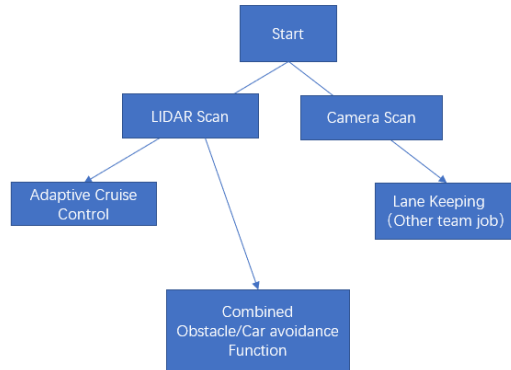 Start
LIDAR Scan
Camera Scan
Adaptive Cruise
Control
Lane Keeping
（Other team job）
Combined
Obstacle/Car avoidance
Function